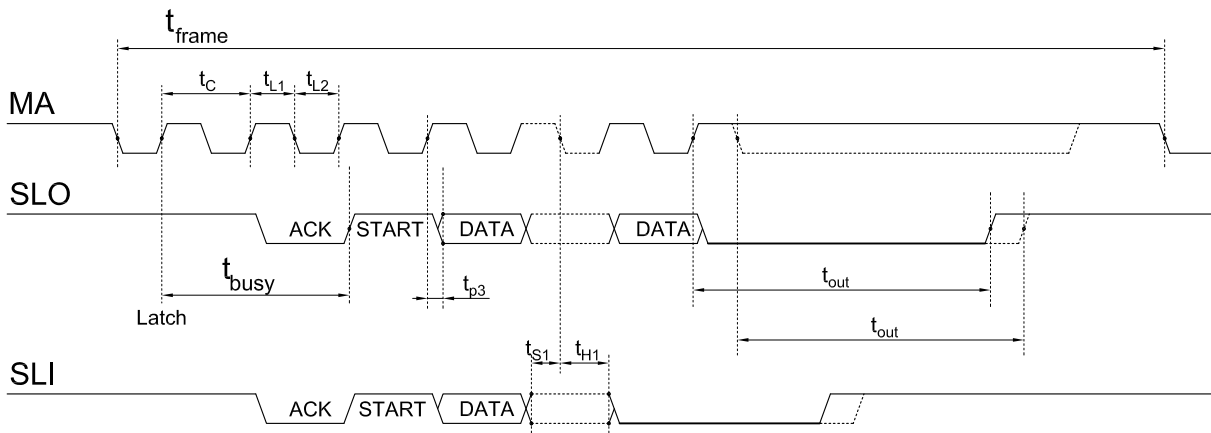 t_frame
t_C t_L1 t_L2
MA
SLO
ACK START DATA DATA
t_busy t_p3 t_out
Latch
t_out
t_S1 t_H1
SLI
ACK START DATA